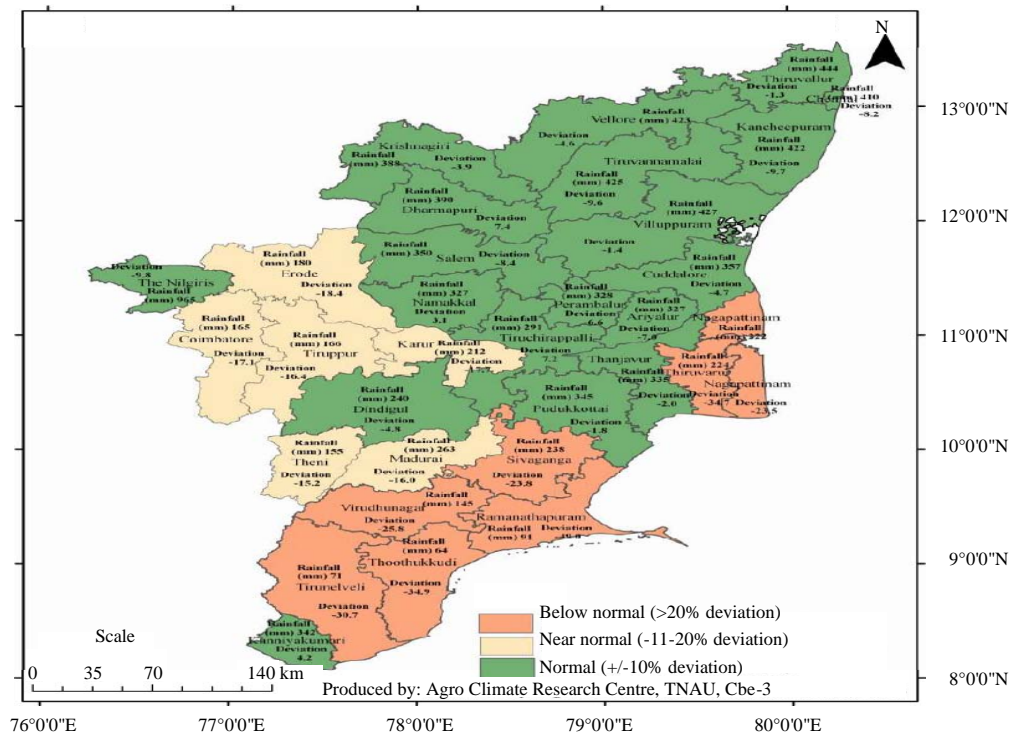 N
Rainfall
(mm) 444
Thiruvallur
Deviation
-1.3
Chennai
Rainfall
(mm) 410
Deviation
-8.2
13°0'0"N
Vellore
Rainfall
(mm) 423
Deviation
-4.6
Kancheepuram
Rainfall
(mm) 422
Deviation
-9.7
Krishnagiri
Rainfall
(mm) 388
Deviation
-3.9
Tiruvannamalai
Rainfall
(mm) 425
Deviation
-9.6
Rainfall
(mm) 390
Dharmapuri
Deviation
7.4
Rainfall
(mm) 427
Villuppuram
Deviation
-1.4
12°0'0"N
Rainfall
(mm) 350
Salem
Deviation
-8.4
Rainfall
(mm) 180
Erode
Deviation
-18.4
Deviation
-9.8
The Nilgiris
Rainfall
(mm) 965
Cuddalore
Rainfall
(mm) 357
Deviation
4.7
Rainfall
(mm) 327
Namakkal
Deviation
3.1
Rainfall
(mm) 328
Perambalur
Deviation
-6.6
Rainfall
(mm) 327
Ariyalur
Deviation
Nagapattinam
Rainfall
(mm)
11°0'0"N
Rainfall
(mm) 165
Coimbatore
Deviation
-17.1
Rainfall
(mm)
Tiruppur
Deviation
-16.4
Karur
Rainfall
(mm) 212
Deviation
Rainfall
(mm) 291
Tiruchirappalli
Deviation
7.2
Thanjavur
Rainfall
(mm) 335
Deviation
-2.0
Rainfall
(mm) 224
Thiruvarur
Deviation
-34.7
Nagapattinam
Deviation
-23.5
Rainfall
(mm) 240
Dindigul
Deviation
-4.8
Rainfall
(mm) 345
Pudukkottai
Deviation
-1.8
10°0'0"N
Rainfall
(mm) 155
Theni
Deviation
-15.2
Rainfall
(mm) 263
Madurai
Deviation
-16.0
Rainfall
(mm) 238
Sivaganga
Deviation
-23.8
Rainfall
(mm) 145
Virudhunagar
Deviation
-25.8
Ramanathapuram
Rainfall
(mm) 91
Deviation
9°0'0"N
Rainfall
(mm) 64
Thoothukkudi
Deviation
-34.9
Rainfall
(mm) 71
Tirunelveli
Deviation
-30.7
Rainfall
(mm) 342
Kanniyakumari
Deviation
4.2
Below normal (>20% deviation)
Near normal (-11-20% deviation)
Normal (+/-10% deviation)
Scale
0 35 70 140 km
Produced by: Agro Climate Research Centre, TNAU, Cbe-3
8°0'0"N
76°0'0"E 77°0'0"E 78°0'0"E 79°0'0"E 80°0'0"E